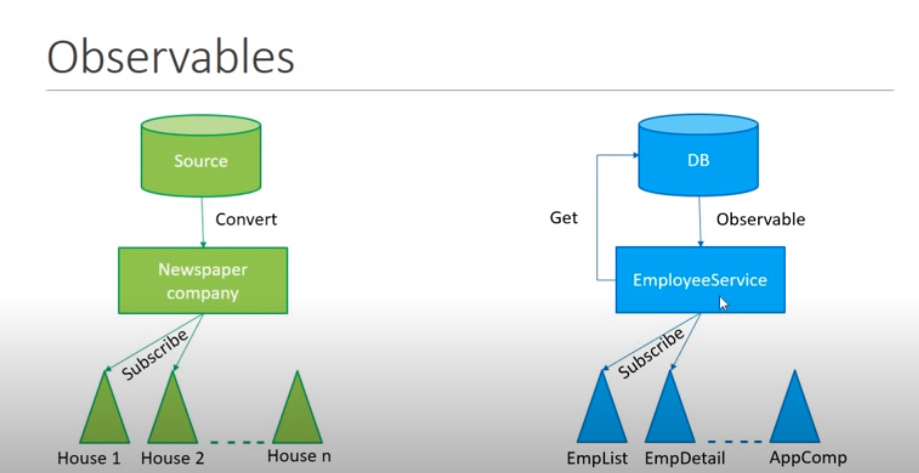 Observables
Source
Convert
Newspaper
company
Subscribe
House 1
House 2
House n
DB
Get
Observable
EmployeeService
Subscribe
EmpList
EmpDetail
AppComp